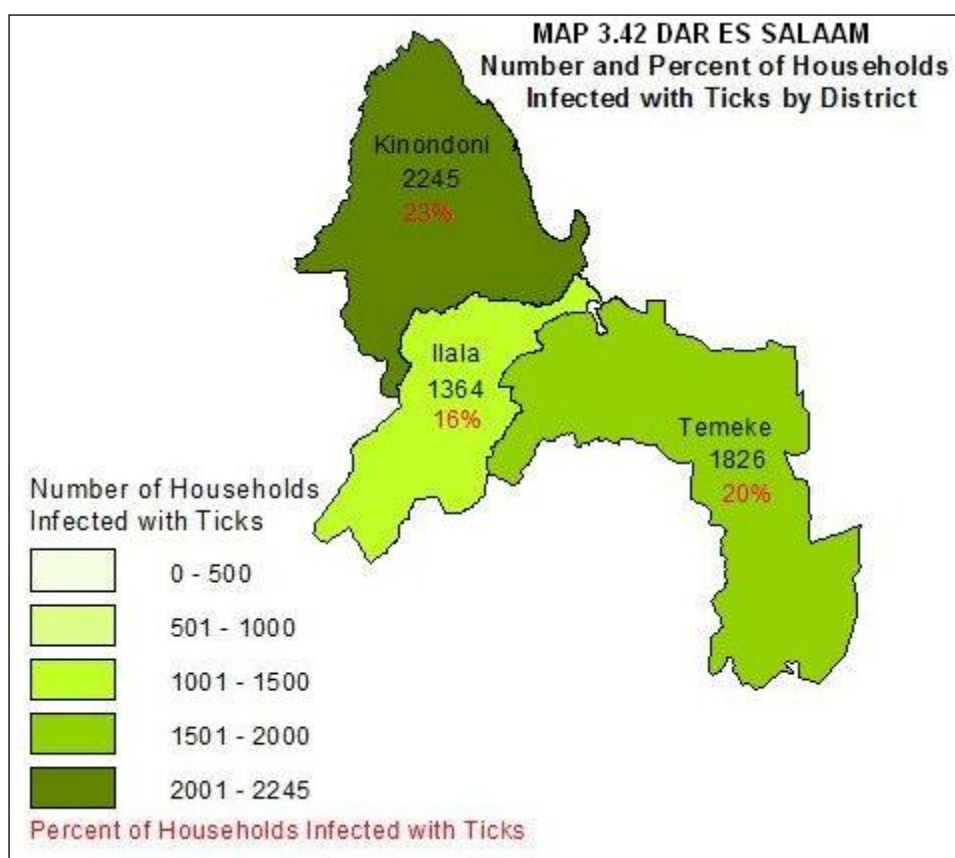 MAP 3.42 DAR ES SALAAM
Number and Percent of Households
Infected with Ticks by District
Kinondoni
2245
23%
Ilala
1364
16%
Temeke
1826
20%
Number of Households
Infected with Ticks
0 - 500
501 - 1000
1001 - 1500
1501 - 2000
2001 - 2245
Percent of Households Infected with Ticks